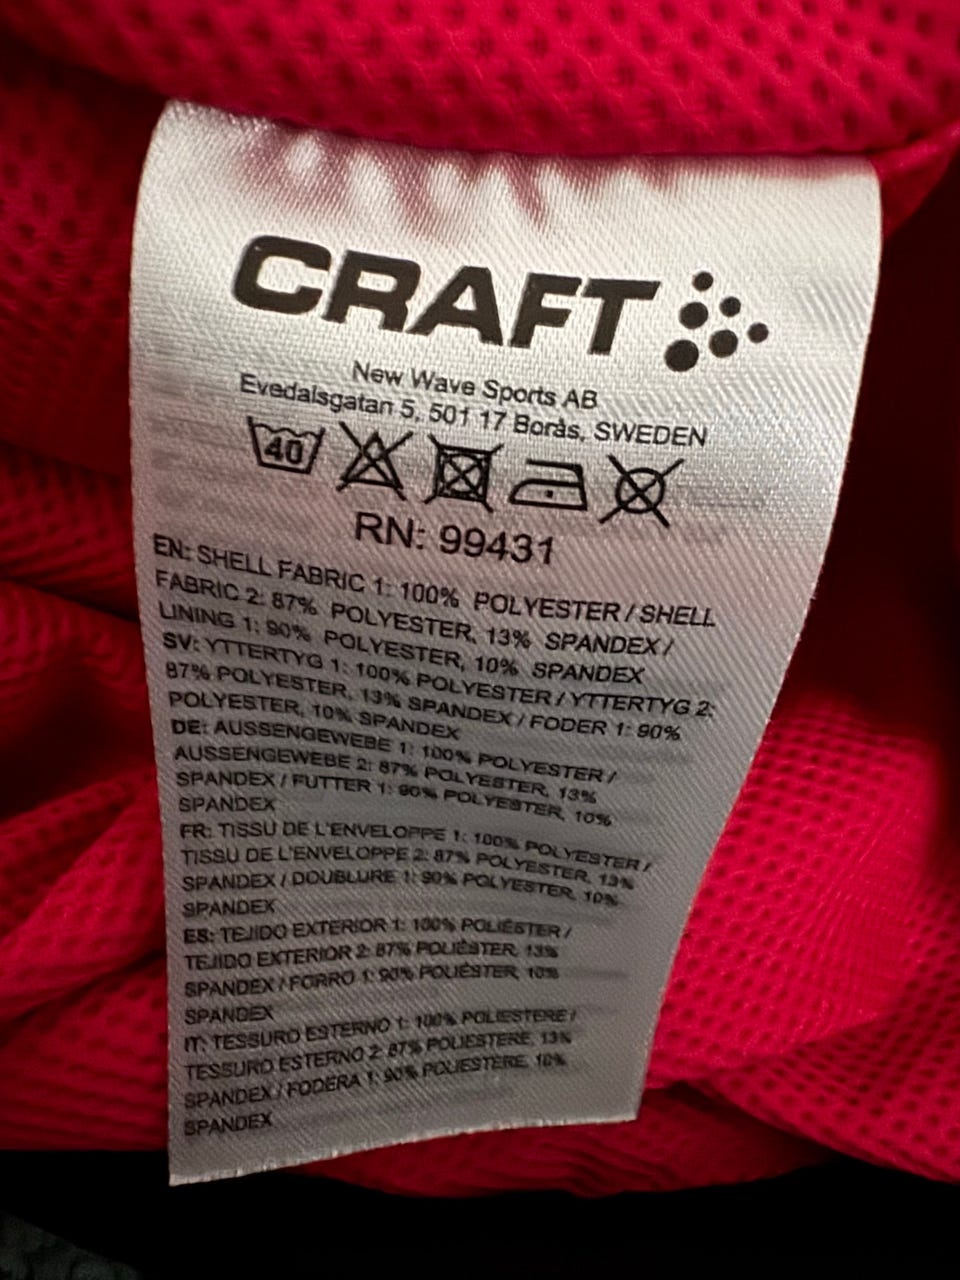 CRAFT
New Wave Sports AB
Evedalsgatan 5, 501 17 Borås, SWEDEN
40
RN: 99431
EN: SHELL FABRIC 1: 100% POLYESTER / SHELL
FABRIC 2: 87% POLYESTER, 13% SPANDEX /
LINING 1: 90% POLYESTER, 10% SPANDEX
SV: YTTERTYG 1: 100% POLYESTER / YTTERTYG 2:
87% POLYESTER, 13% SPANDEX / FODER 1: 90%
POLYESTER, 10% SPANDEX
DE: AUSSENGEWEBE 1: 100% POLYESTER /
AUSSENGEWEBE 2: 87% POLYESTER, 13%
SPANDEX / FUTTER 1: 90% POLYESTER, 10%
SPANDEX
FR: TISSU DE L'ENVELOPPE 1: 100% POLYESTER /
TISSU DE L'ENVELOPPE 2: 87% POLYESTER, 13%
SPANDEX / DOUBLURE 1: 90% POLYESTER, 10%
SPANDEX
ES: TEJIDO EXTERIOR 1: 100% POLIÉSTER /
TEJIDO EXTERIOR 2: 87% POLIÉSTER, 13%
SPANDEX / FORRO 1: 90% POLIÉSTER, 10%
SPANDEX
IT: TESSURO ESTERNO 1: 100% POLIESTERE /
TESSURO ESTERNO 2: 87% POLIESTERE, 13%
SPANDEX / FODERA 1: 90% POLIESTERE, 10%
SPANDEX